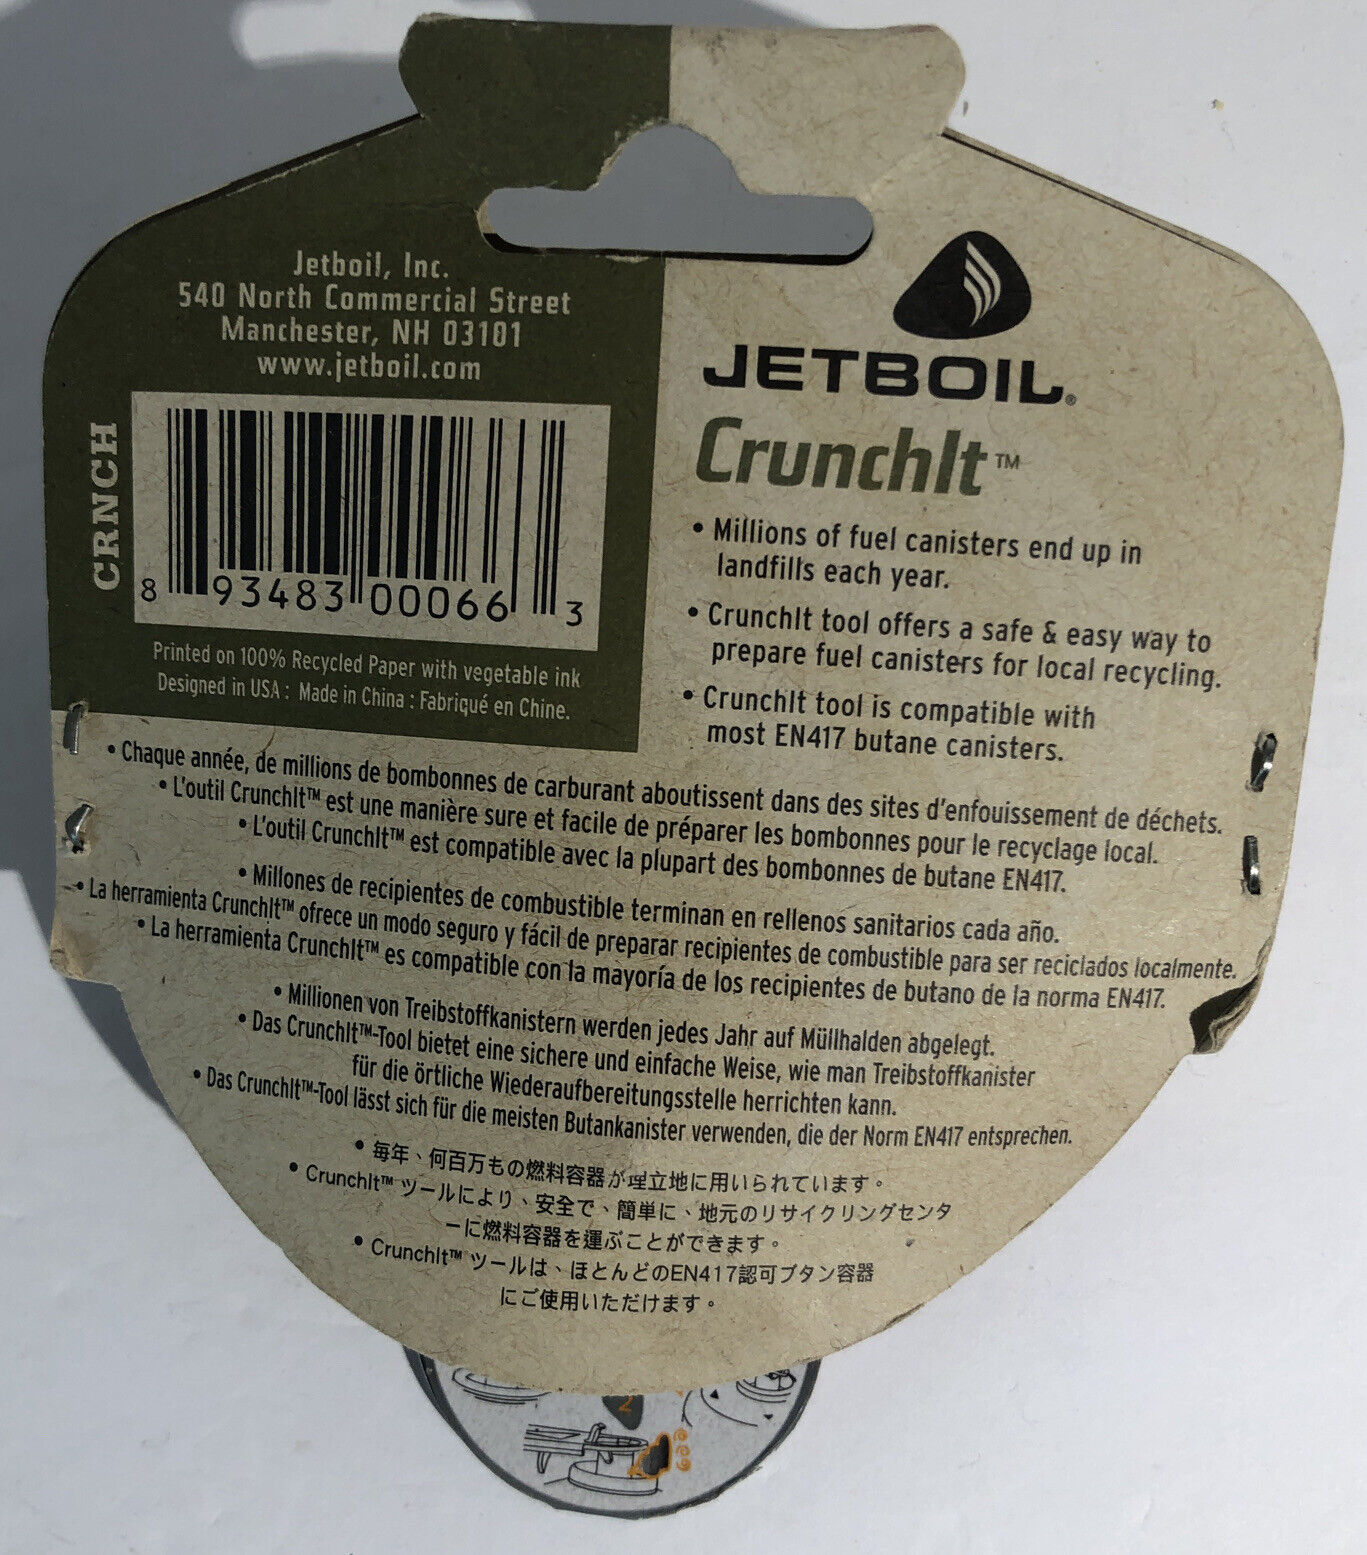 Jetboil, Inc.
540 North Commercial Street
Manchester, NH 03101
www.jetboil.com
CRNCH
8 93483 00066 3
Printed on 100% Recycled Paper with vegetable ink
Designed in USA : Made in China : Fabriqué en Chine.
JETBOIL®
CrunchIt™
• Millions of fuel canisters end up in
landfills each year.
• CrunchIt tool offers a safe & easy way to
prepare fuel canisters for local recycling.
• CrunchIt tool is compatible with
most EN417 butane canisters.
• Chaque année, de millions de bombonnes de carburant aboutissent dans des sites d'enfouissement de déchets.
• L'outil CrunchIt™ est une manière sure et facile de préparer les bombonnes pour le recyclage local.
• L'outil CrunchIt™ est compatible avec la plupart des bombonnes de butane EN417.
• Millones de recipientes de combustible terminan en rellenos sanitarios cada año.
• La herramienta CrunchIt™ ofrece un modo seguro y fácil de preparar recipientes de combustible para ser reciclados localmente.
• La herramienta CrunchIt™ es compatible con la mayoría de los recipientes de butano de la norma EN417.
• Millionen von Treibstoffkanistern werden jedes Jahr auf Müllhalden abgelegt.
• Das CrunchIt™-Tool bietet eine sichere und einfache Weise, wie man Treibstoffkanister
für die örtliche Wiederaufbereitungsstelle herrichten kann.
• Das CrunchIt™-Tool lässt sich für die meisten Butankanister verwenden, die der Norm EN417 entsprechen.
• 毎年、何百万もの燃料容器が埋立地に用いられています。
• CrunchIt™ ツールにより、安全で、簡単に、地元のリサイクリングセンタ
ーに燃料容器を運ぶことができます。
• CrunchIt™ ツールは、ほとんどのEN417認可ブタン容器
にご使用いただけます。
2